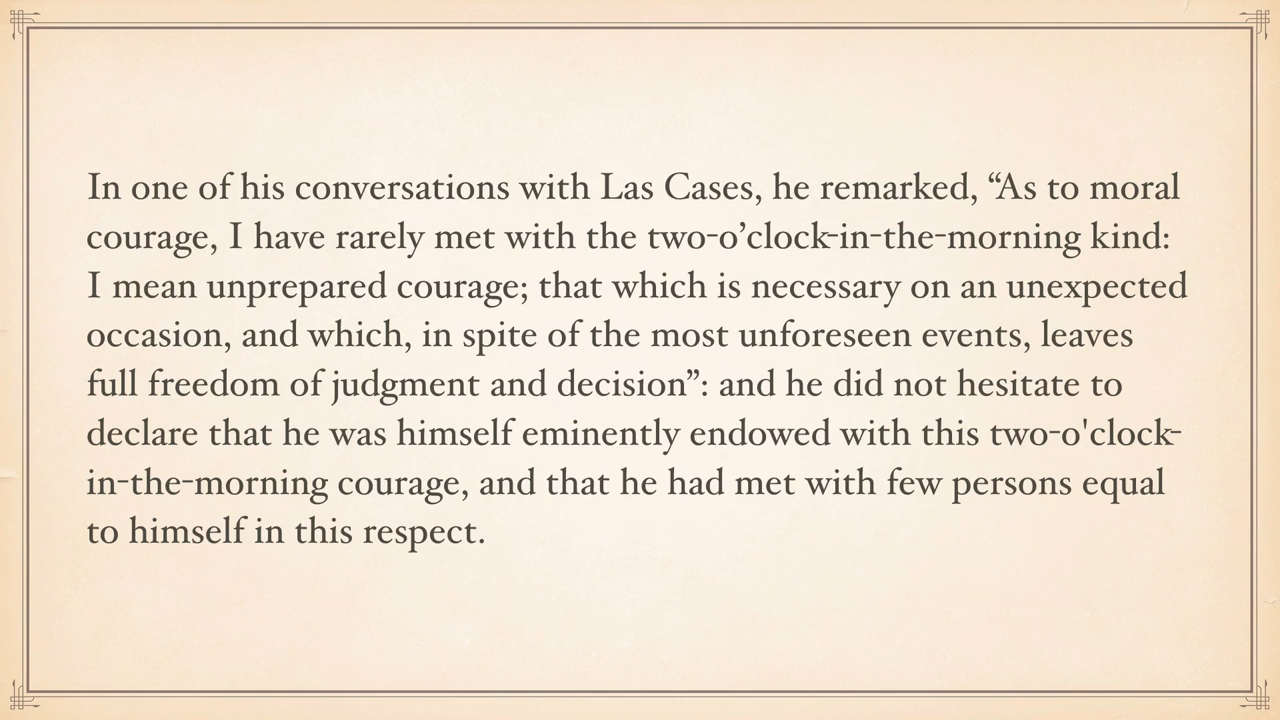 In one of his conversations with Las Cases, he remarked, “As to moral
courage, I have rarely met with the two-o’clock-in-the-morning kind:
I mean unprepared courage; that which is necessary on an unexpected
occasion, and which, in spite of the most unforeseen events, leaves
full freedom of judgment and decision”: and he did not hesitate to
declare that he was himself eminently endowed with this two-o'clock-
in-the-morning courage, and that he had met with few persons equal
to himself in this respect.